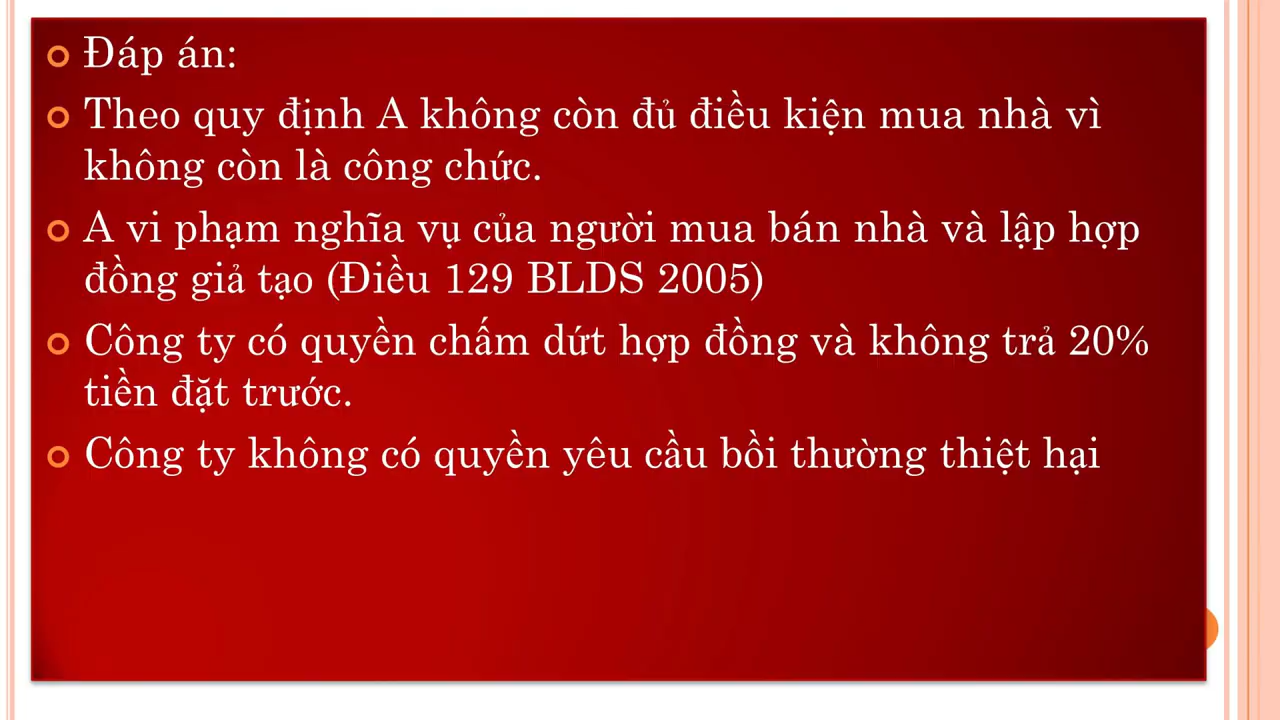 Đáp án:
Theo quy định A không còn đủ điều kiện mua nhà vì
không còn là công chức.
A vi phạm nghĩa vụ của người mua bán nhà và lập hợp
đồng giả tạo (Điều 129 BLDS 2005)
Công ty có quyền chấm dứt hợp đồng và không trả 20%
tiền đặt trước.
Công ty không có quyền yêu cầu bồi thường thiệt hại